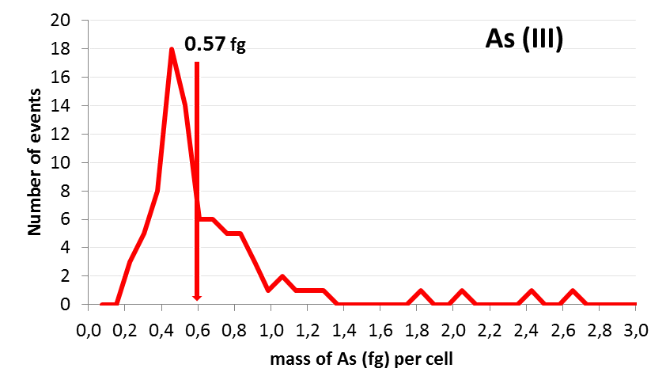 As (III)
0.57 fg
Number of events
20
18
16
14
12
10
8
6
4
2
0
0,0 0,2 0,4 0,6 0,8 1,0 1,2 1,4 1,6 1,8 2,0 2,2 2,4 2,6 2,8 3,0
mass of As (fg) per cell